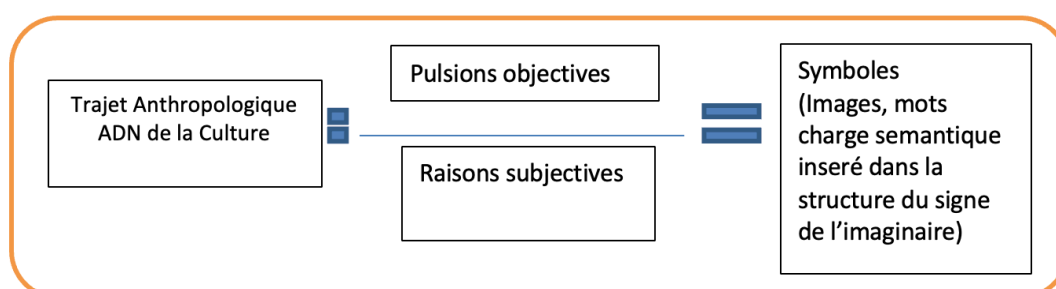 Trajet Anthropologique
ADN de la Culture
Pulsions objectives
Raisons subjectives
Symboles
(Images, mots
charge semantique
inseré dans la
structure du signe
de l’imaginaire)